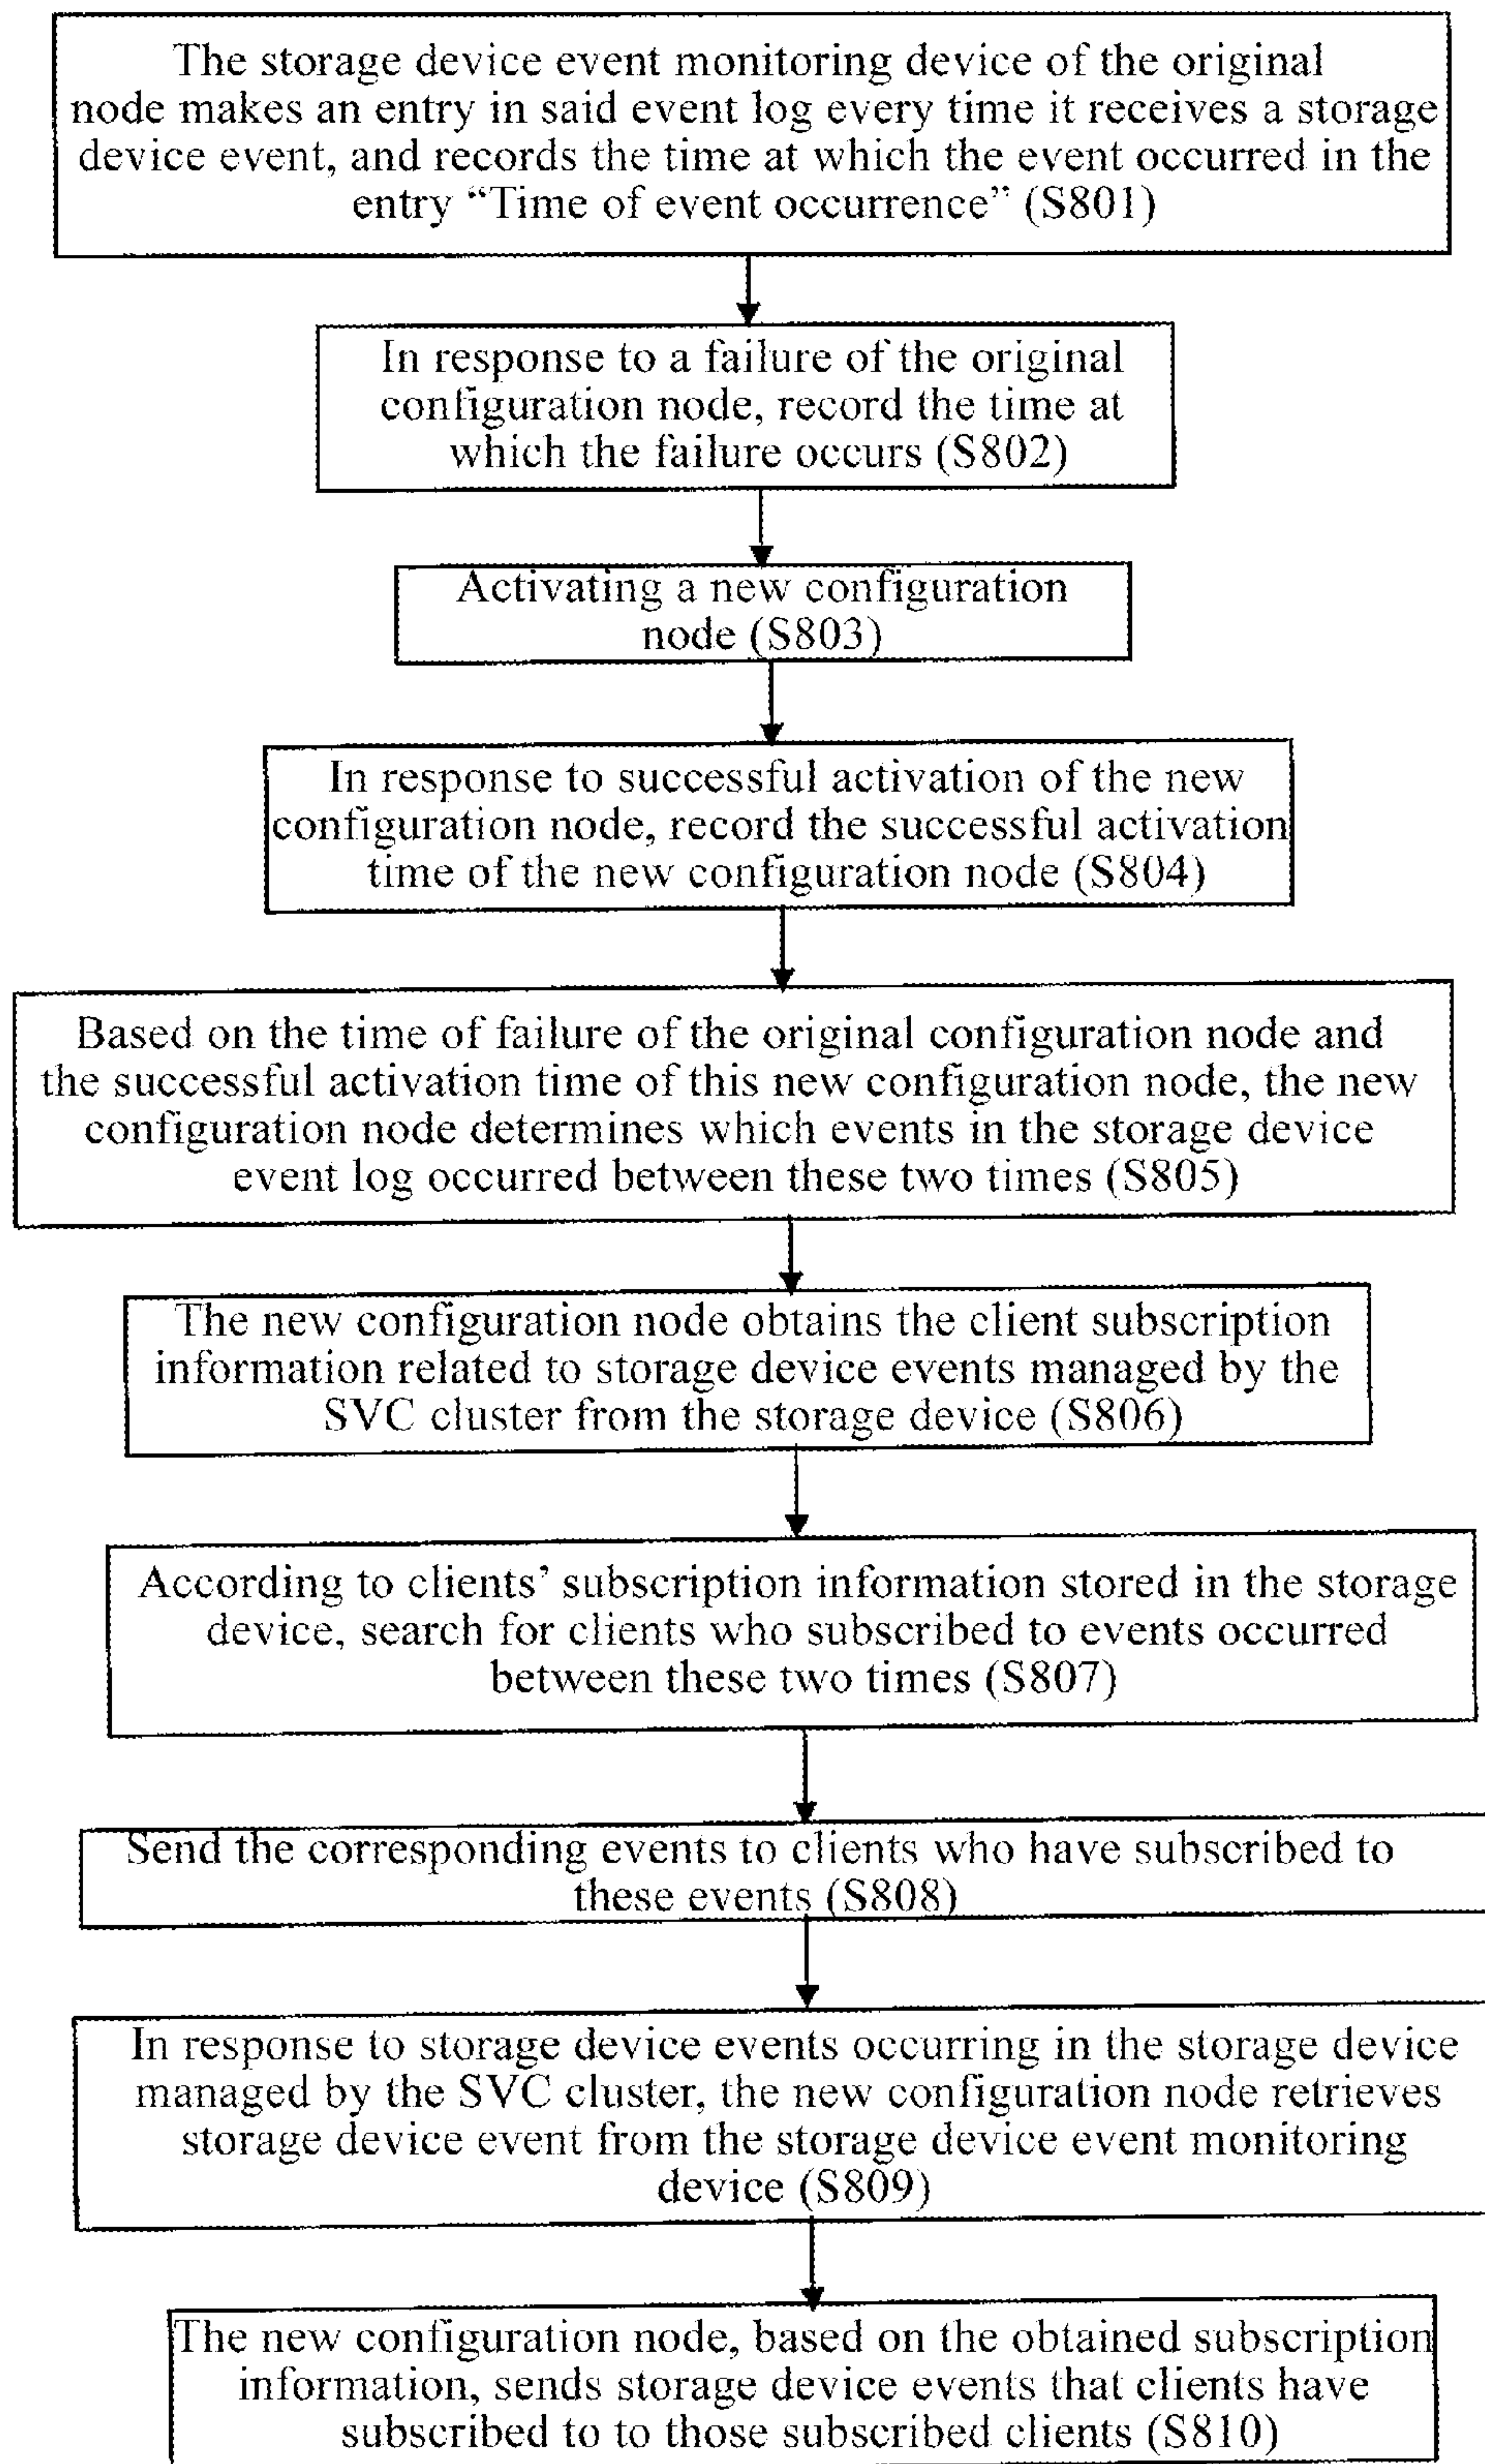 The storage device event monitoring device of the original
node makes an entry in said event log every time it receives a storage
device event, and records the time at which the event occurred in the
entry “Time of event occurrence” (S801)
In response to a failure of the original
configuration node, record the time at
which the failure occurs (S802)
Activating a new configuration
node (S803)
In response to successful activation of the new
configuration node, record the successful activation
time of the new configuration node (S804)
Based on the time of failure of the original configuration node and
the successful activation time of this new configuration node, the new
configuration node determines which events in the storage device
event log occurred between these two times (S805)
The new configuration node obtains the client subscription
information related to storage device events managed by the
SVC cluster from the storage device (S806)
According to clients’ subscription information stored in the storage
device, search for clients who subscribed to events occurred
between these two times (S807)
Send the corresponding events to clients who have subscribed to
these events (S808)
In response to storage device events occurring in the storage device
managed by the SVC cluster, the new configuration node retrieves
storage device event from the storage device event monitoring
device (S809)
The new configuration node, based on the obtained subscription
information, sends storage device events that clients have
subscribed to to those subscribed clients (S810)